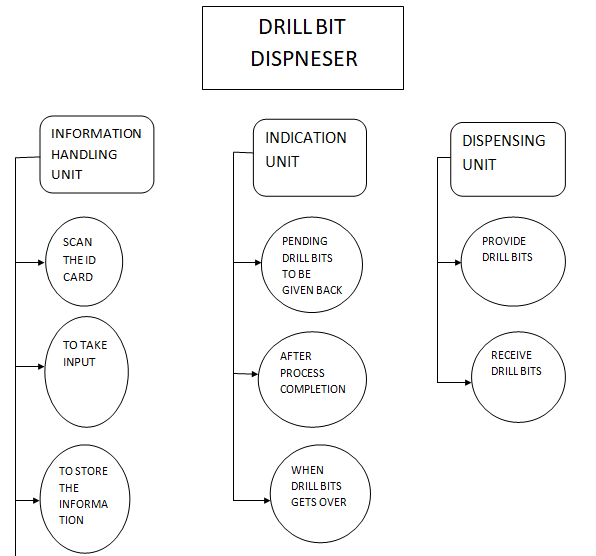 DRILL BIT
DISPNESER
INFORMATION
HANDLING
UNIT
SCAN
THE ID
CARD
TO TAKE
INPUT
TO STORE
THE
INFORMA
TION
INDICATION
UNIT
PENDING
DRILL BITS
TO BE
GIVEN BACK
AFTER
PROCESS
COMPLETION
WHEN
DRILL BITS
GETS OVER
DISPENSING
UNIT
PROVIDE
DRILL BITS
RECEIVE
DRILL BITS